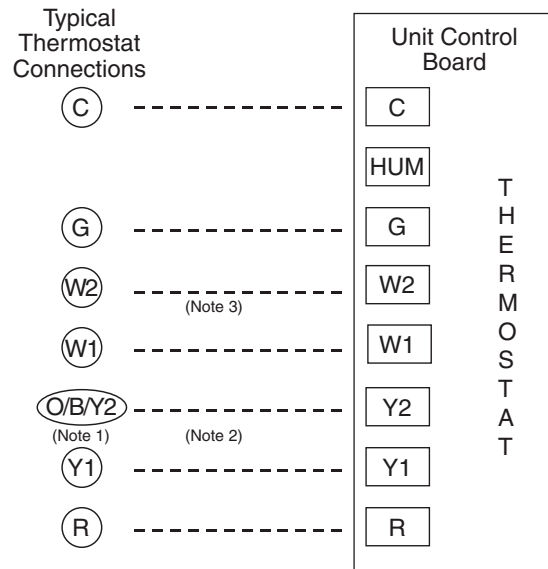 Typical
Thermostat
Connections
Unit Control
Board
C C
HUM
G G
W2 W2
(Note 3)
W1 W1
O/B/Y2 Y2
(Note 1) (Note 2)
Y1 Y1
R R
T
H
E
R
M
O
S
T
A
T